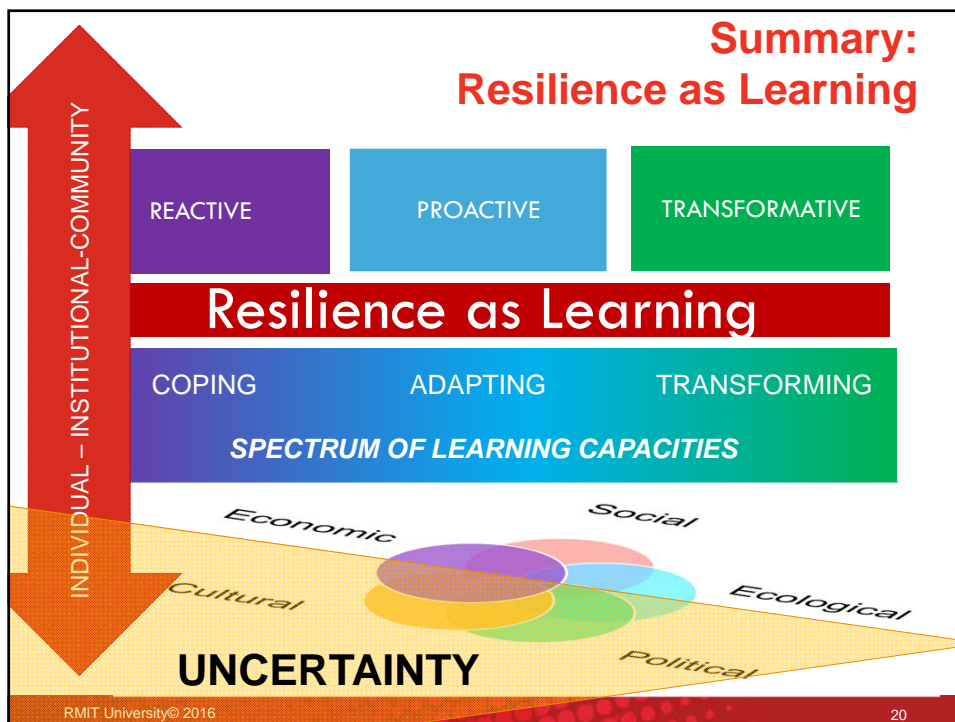 Summary:
Resilience as Learning
INDIVIDUAL – INSTITUTIONAL-COMMUNITY
REACTIVE
PROACTIVE
TRANSFORMATIVE
Resilience as Learning
COPING
ADAPTING
TRANSFORMING
SPECTRUM OF LEARNING CAPACITIES
Economic
Social
Cultural
Ecological
Political
UNCERTAINTY
RMIT University© 2016
20